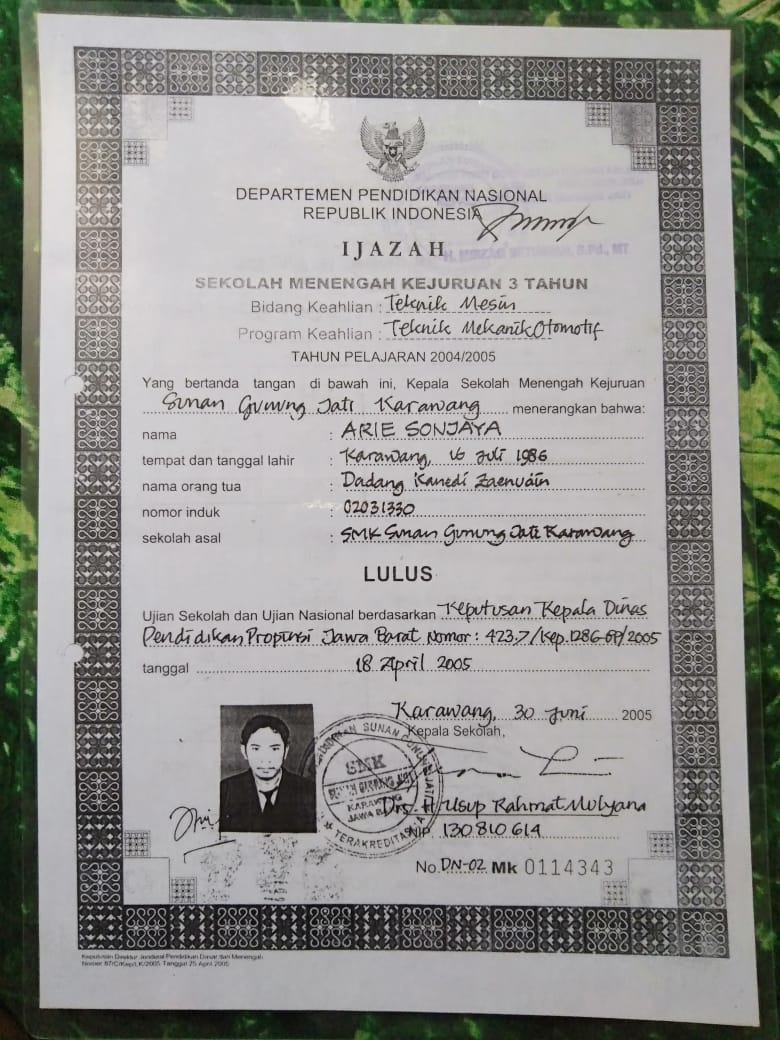 DEPARTEMEN PENDIDIKAN NASIONAL
REPUBLIK INDONESIA
IJAZAH
SEKOLAH MENENGAH KEJURUAN 3 TAHUN
Bidang Keahlian : Teknik Mesin
Program Keahlian : Teknik Mekanik Otomotif
TAHUN PELAJARAN 2004/2005
Yang bertanda tangan di bawah ini, Kepala Sekolah Menengah Kejuruan
Sunan Gunung Jati Karawang menerangkan bahwa:
nama : ARIE SONJAYA
tempat dan tanggal lahir : Karawang, 16 Juli 1986
nama orang tua : Dadang Kanedi
nomor induk : 02031330
sekolah asal : SMK Sunan Gunung Jati Karawang
LULUS
Ujian Sekolah dan Ujian Nasional berdasarkan Keputusan Kepala Dinas
Pendidikan Propinsi Jawa Barat Nomor : 423.7/Kep.1286-/2005
tanggal 18 April 2005
Karawang, 30 Juni 2005
Kepala Sekolah,
SMK
SUNAN GUNUNG JATI
KARAWANG
JAWA BARAT
TERAKREDITASI A
Drs. H. Usup Rahmat Mulyana
NIP. 130 810 614
No. DN-02 Mk 0114343
Keputusan Direktur Jenderal Pendidikan Dasar dan Menengah
Nomor 87/C/Kep/LK/2005 Tanggal 25 April 2005